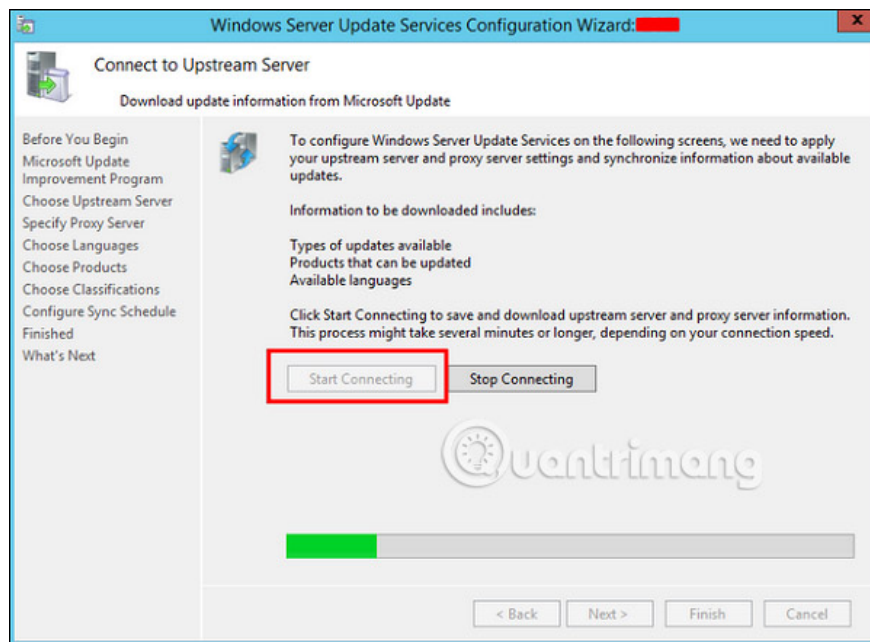 Windows Server Update Services Configuration Wizard:
x
Connect to Upstream Server
Download update information from Microsoft Update
Before You Begin
Microsoft Update
Improvement Program
Choose Upstream Server
Specify Proxy Server
Choose Languages
Choose Products
Choose Classifications
Configure Sync Schedule
Finished
What's Next
To configure Windows Server Update Services on the following screens, we need to apply
your upstream server and proxy server settings and synchronize information about available
updates.
Information to be downloaded includes:
Types of updates available
Products that can be updated
Available languages
Click Start Connecting to save and download upstream server and proxy server information.
This process might take several minutes or longer, depending on your connection speed.
Start Connecting
Stop Connecting
Quantrimang
< Back
Next >
Finish
Cancel